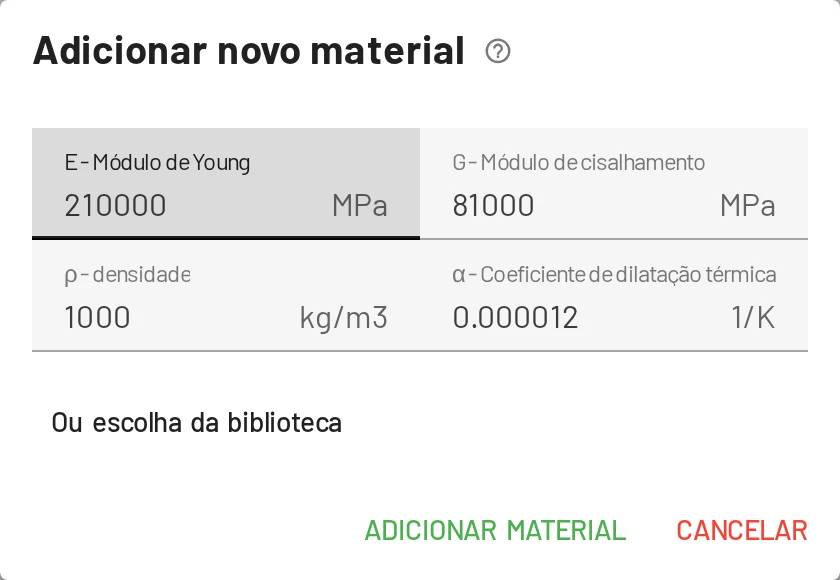 Adicionar novo material
E - Módulo de Young
G - Módulo de cisalhamento
210000 MPa
81000 MPa
ρ - densidade
α - Coeficiente de dilatação térmica
1000 kg/m3
0.000012 1/K
Ou escolha da biblioteca
ADICIONAR MATERIAL
CANCELAR